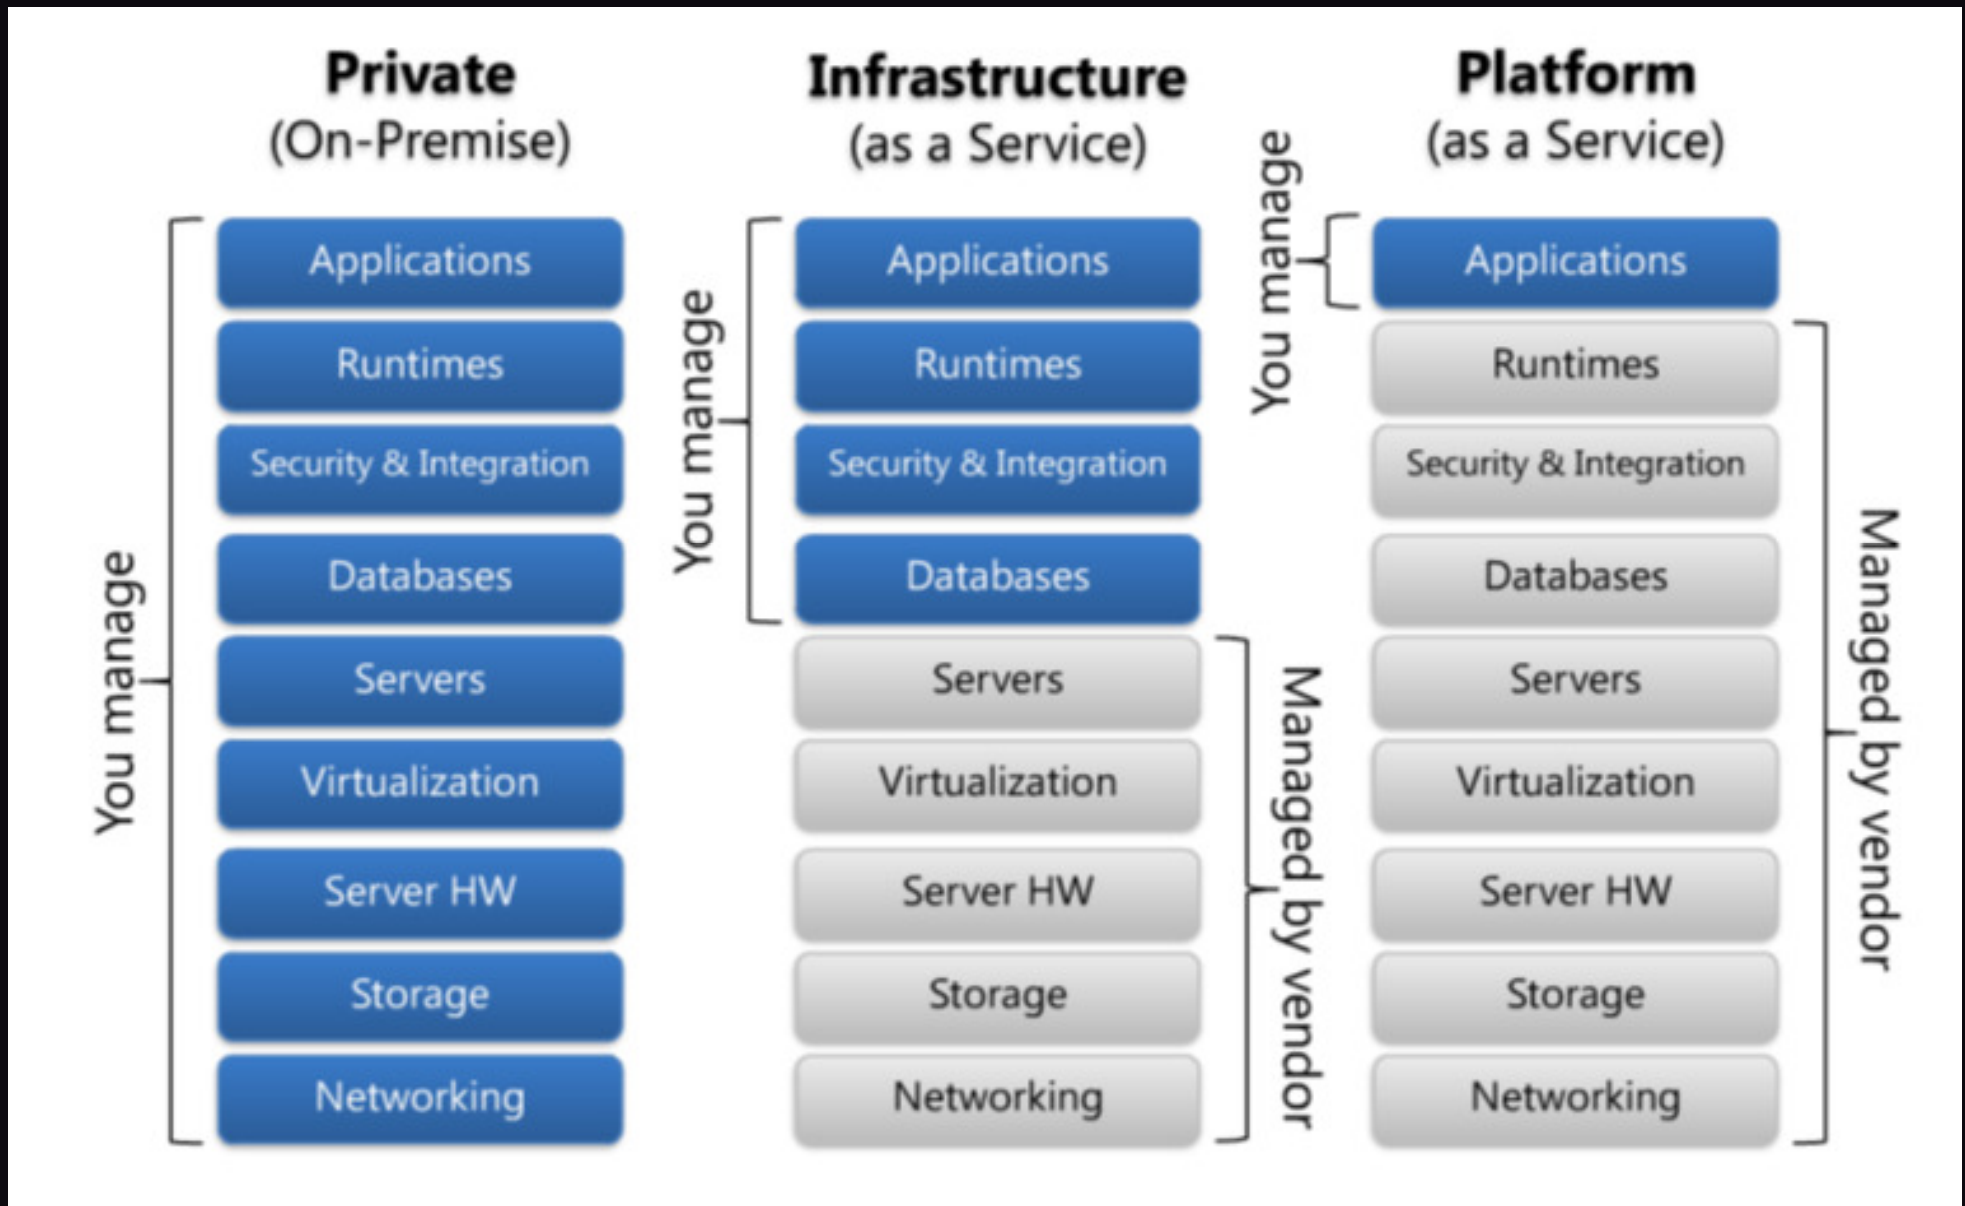 Private
(On-Premise)
You manage
Applications
Runtimes
Security & Integration
Databases
Servers
Virtualization
Server HW
Storage
Networking
Infrastructure
(as a Service)
You manage
Applications
Runtimes
Security & Integration
Databases
Servers
Virtualization
Server HW
Storage
Networking
Managed by vendor
Platform
(as a Service)
You manage
Applications
Runtimes
Security & Integration
Databases
Servers
Virtualization
Server HW
Storage
Networking
Managed by vendor